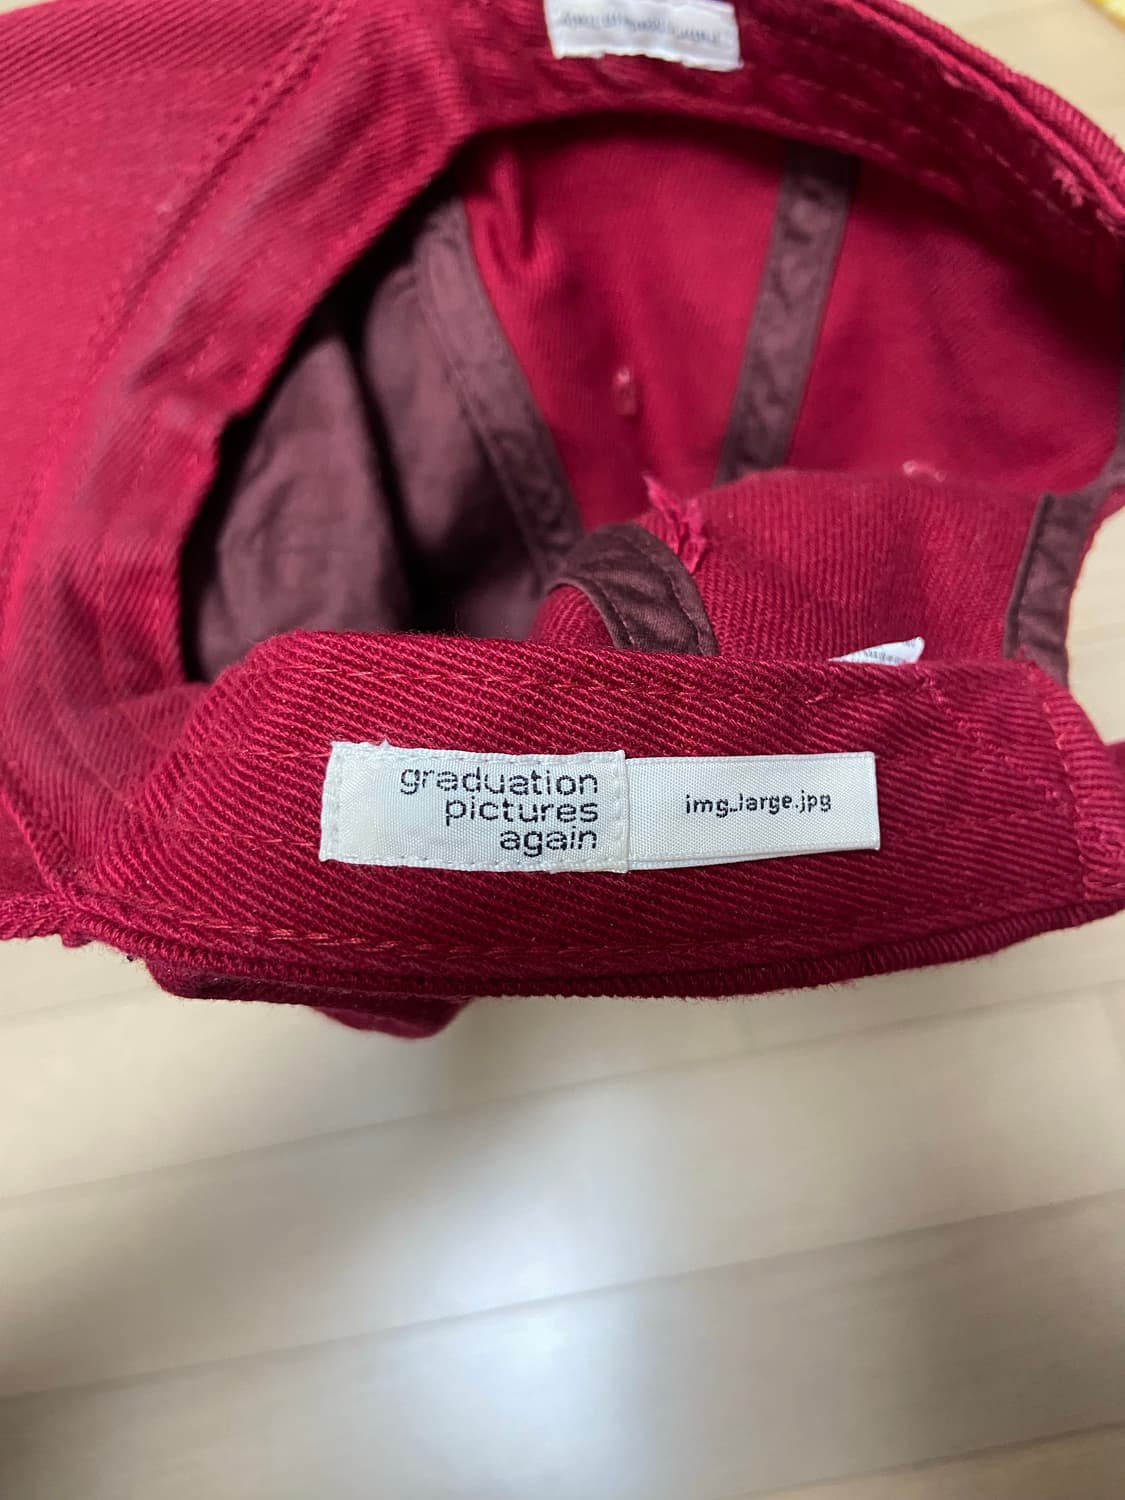 graduation
pictures
again
img_large.jpg